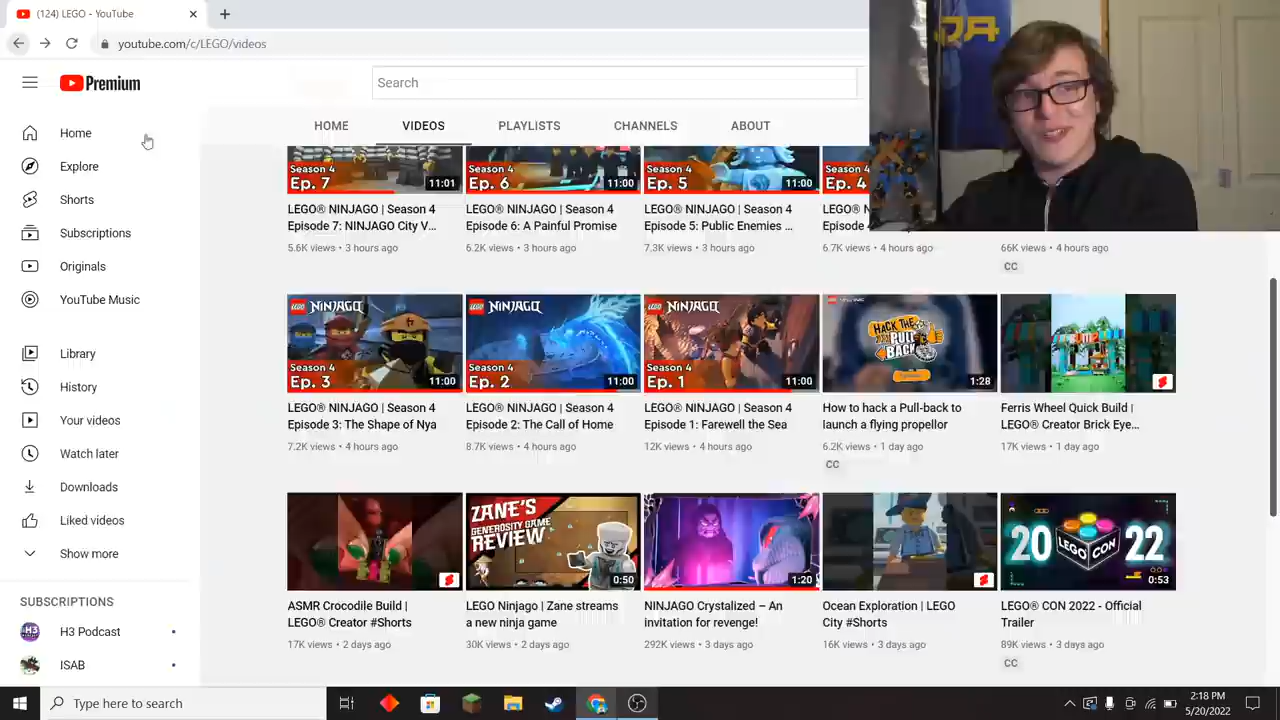 (124) LEGO - YouTube
youtube.com/c/LEGO/videos
Premium
Search
HOME VIDEOS PLAYLISTS CHANNELS ABOUT
Home
Explore
Shorts
Subscriptions
Originals
YouTube Music
Library
History
Your videos
Watch later
Downloads
Liked videos
Show more
SUBSCRIPTIONS
H3 Podcast
ISAB
Season 4
Ep. 7
11:01
LEGO® NINJAGO | Season 4
Episode 7: NINJAGO City V...
5.6K views • 3 hours ago
Season 4
Ep. 6
11:00
LEGO® NINJAGO | Season 4
Episode 6: A Painful Promise
6.2K views • 3 hours ago
Season 4
Ep. 5
11:00
LEGO® NINJAGO | Season 4
Episode 5: Public Enemies ...
7.3K views • 3 hours ago
Season 4
Ep. 4
LEGO® N
Episode
6.7K views • 4 hours ago
66K views • 4 hours ago
CC
LEGO NINJAGO
Season 4
Ep. 3
11:00
LEGO® NINJAGO | Season 4
Episode 3: The Shape of Nya
7.2K views • 4 hours ago
LEGO NINJAGO
Season 4
Ep. 2
11:00
LEGO® NINJAGO | Season 4
Episode 2: The Call of Home
8.7K views • 4 hours ago
LEGO NINJAGO
Season 4
Ep. 1
11:00
LEGO® NINJAGO | Season 4
Episode 1: Farewell the Sea
12K views • 4 hours ago
HACK THE
PULL
BACK
1:28
How to hack a Pull-back to
launch a flying propellor
6.2K views • 1 day ago
CC
Ferris Wheel Quick Build |
LEGO® Creator Brick Eye...
17K views • 1 day ago
ASMR Crocodile Build |
LEGO® Creator #Shorts
17K views • 2 days ago
ZANE'S
GENEROSITY GAME
REVIEW
0:50
LEGO Ninjago | Zane streams
a new ninja game
30K views • 2 days ago
1:20
NINJAGO Crystalized – An
invitation for revenge!
292K views • 3 days ago
Ocean Exploration | LEGO
City #Shorts
16K views • 3 days ago
20 LEGO CON 22
0:53
LEGO® CON 2022 - Official
Trailer
89K views • 3 days ago
CC
Type here to search
2:18 PM
5/20/2022